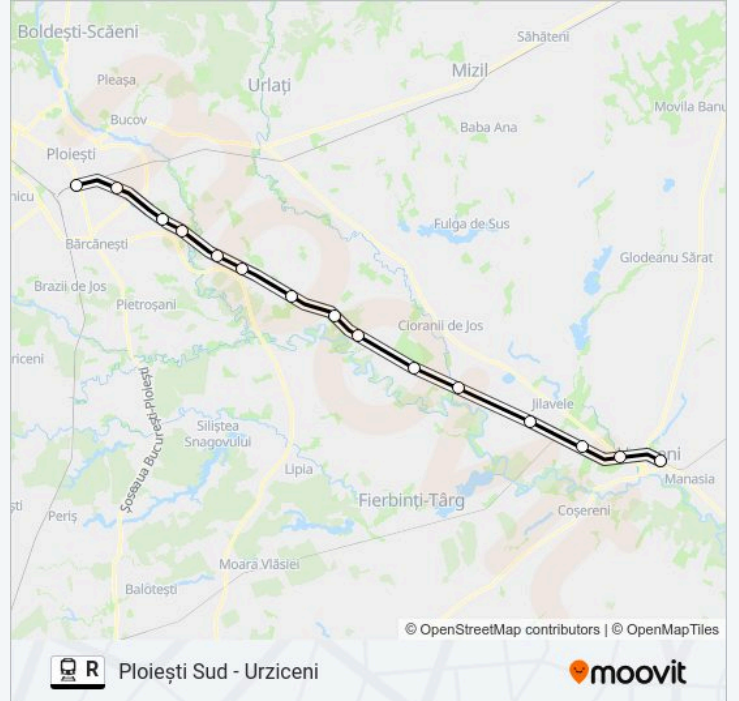 Boldești-Scăeni
Săhăteni
Mizil
Pleașa
Urlați
Movila Banu
Bucov
Baba Ana
Ploiești
nicu
Fulga de Sus
Bărcănești
Glodeanu Sărat
Brazii de Jos
Pietroșani
Cioranii de Jos
riceni
Șoseaua București-Ploiești
Jilavele
Siliștea
Snagovului
Lipia
Manasia
Fierbinți-Târg
Coșereni
ști
Periș
Moara Vlăsiei
Balotești
© OpenStreetMap contributors | © OpenMapTiles
R Ploiești Sud - Urziceni
moovit